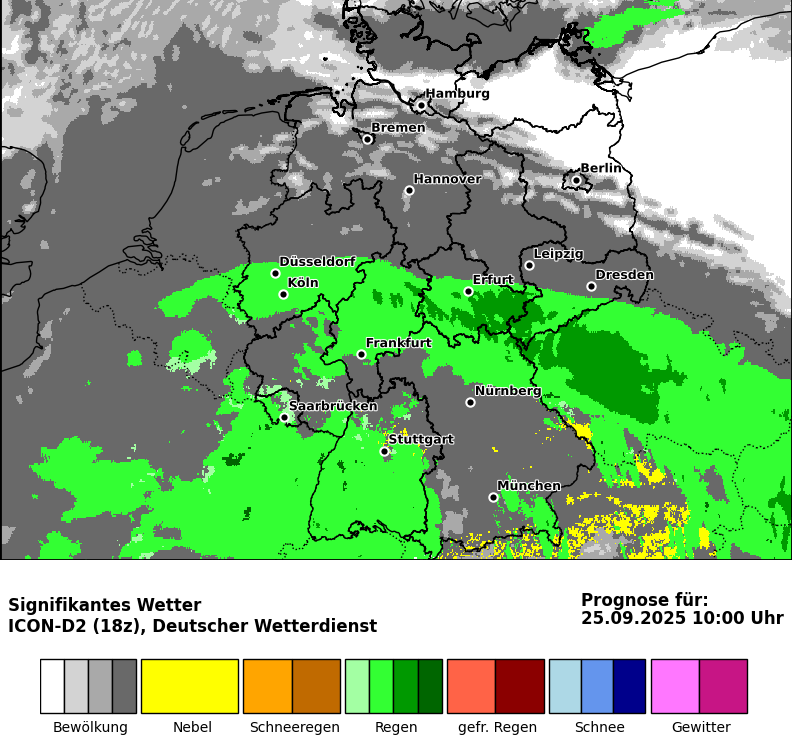 Hamburg
Bremen
Berlin
Hannover
Leipzig
Düsseldorf
Dresden
Erfurt
Köln
Frankfurt
Nürnberg
Saarbrücken
Stuttgart
München
Signifikantes Wetter
ICON-D2 (18z), Deutscher Wetterdienst
Prognose für:
25.09.2025 10:00 Uhr
Bewölkung Nebel Schneeregen Regen gefr. Regen Schnee Gewitter